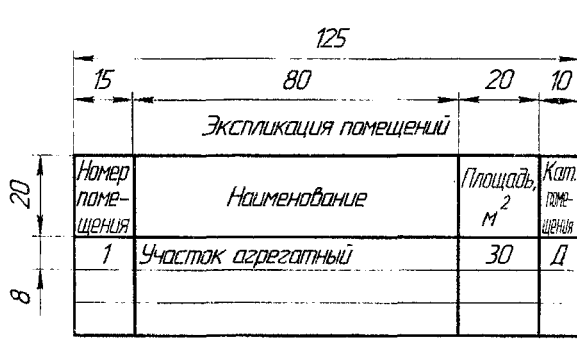 125
15 80 20 10
Экспликация помещений
20
Номер
поме-
щения
Наименование
Площадь,
м²
Кат.
поме-
щения
1 Участок агрегатный 30 Д
8